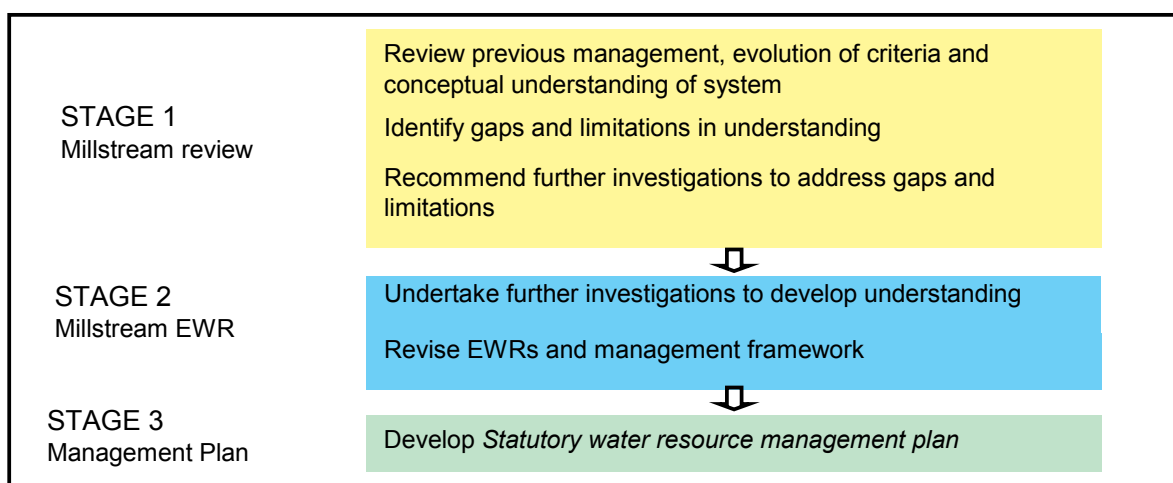 STAGE 1
Millstream review
Review previous management, evolution of criteria and
conceptual understanding of system
Identify gaps and limitations in understanding
Recommend further investigations to address gaps and
limitations
STAGE 2
Millstream EWR
Undertake further investigations to develop understanding
Revise EWRs and management framework
STAGE 3
Management Plan
Develop Statutory water resource management plan